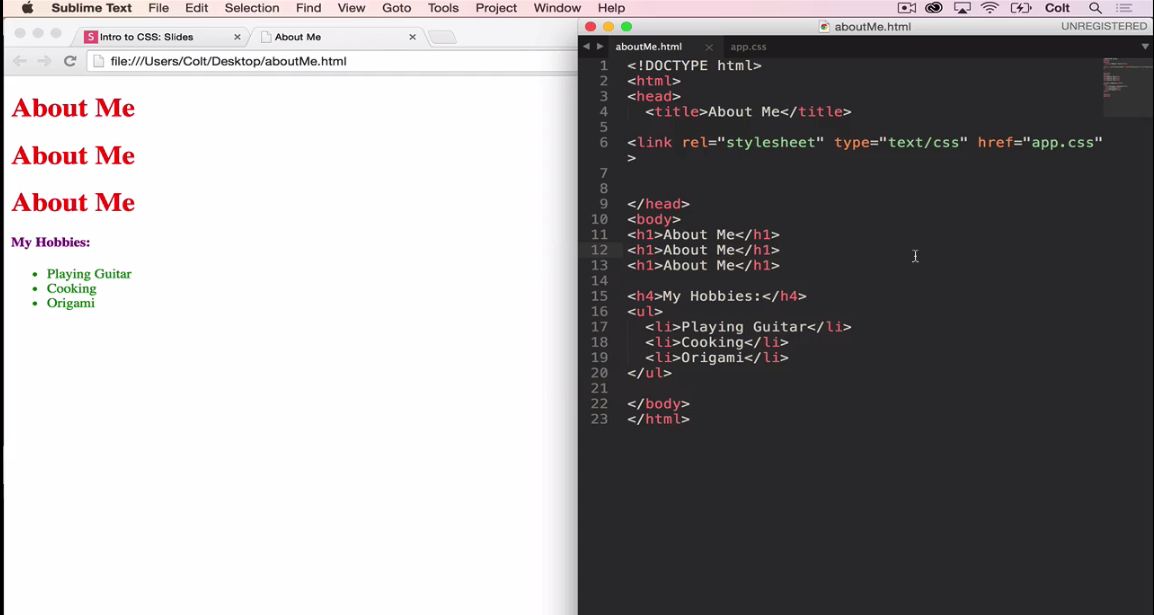 Sublime Text File Edit Selection Find View Goto Tools Project Window Help Colt
Intro to CSS: Slides × About Me ×
file:///Users/Colt/Desktop/aboutMe.html
About Me
About Me
About Me
My Hobbies:
• Playing Guitar
• Cooking
• Origami
aboutMe.html UNREGISTERED
aboutMe.html × app.css
1 <!DOCTYPE html>
2 <html>
3 <head>
4 <title>About Me</title>
5
6 <link rel="stylesheet" type="text/css" href="app.css"
>
7
8
9 </head>
10 <body>
11 <h1>About Me</h1>
12 <h1>About Me</h1>
13 <h1>About Me</h1>
14
15 <h4>My Hobbies:</h4>
16 <ul>
17 <li>Playing Guitar</li>
18 <li>Cooking</li>
19 <li>Origami</li>
20 </ul>
21
22 </body>
23 </html>